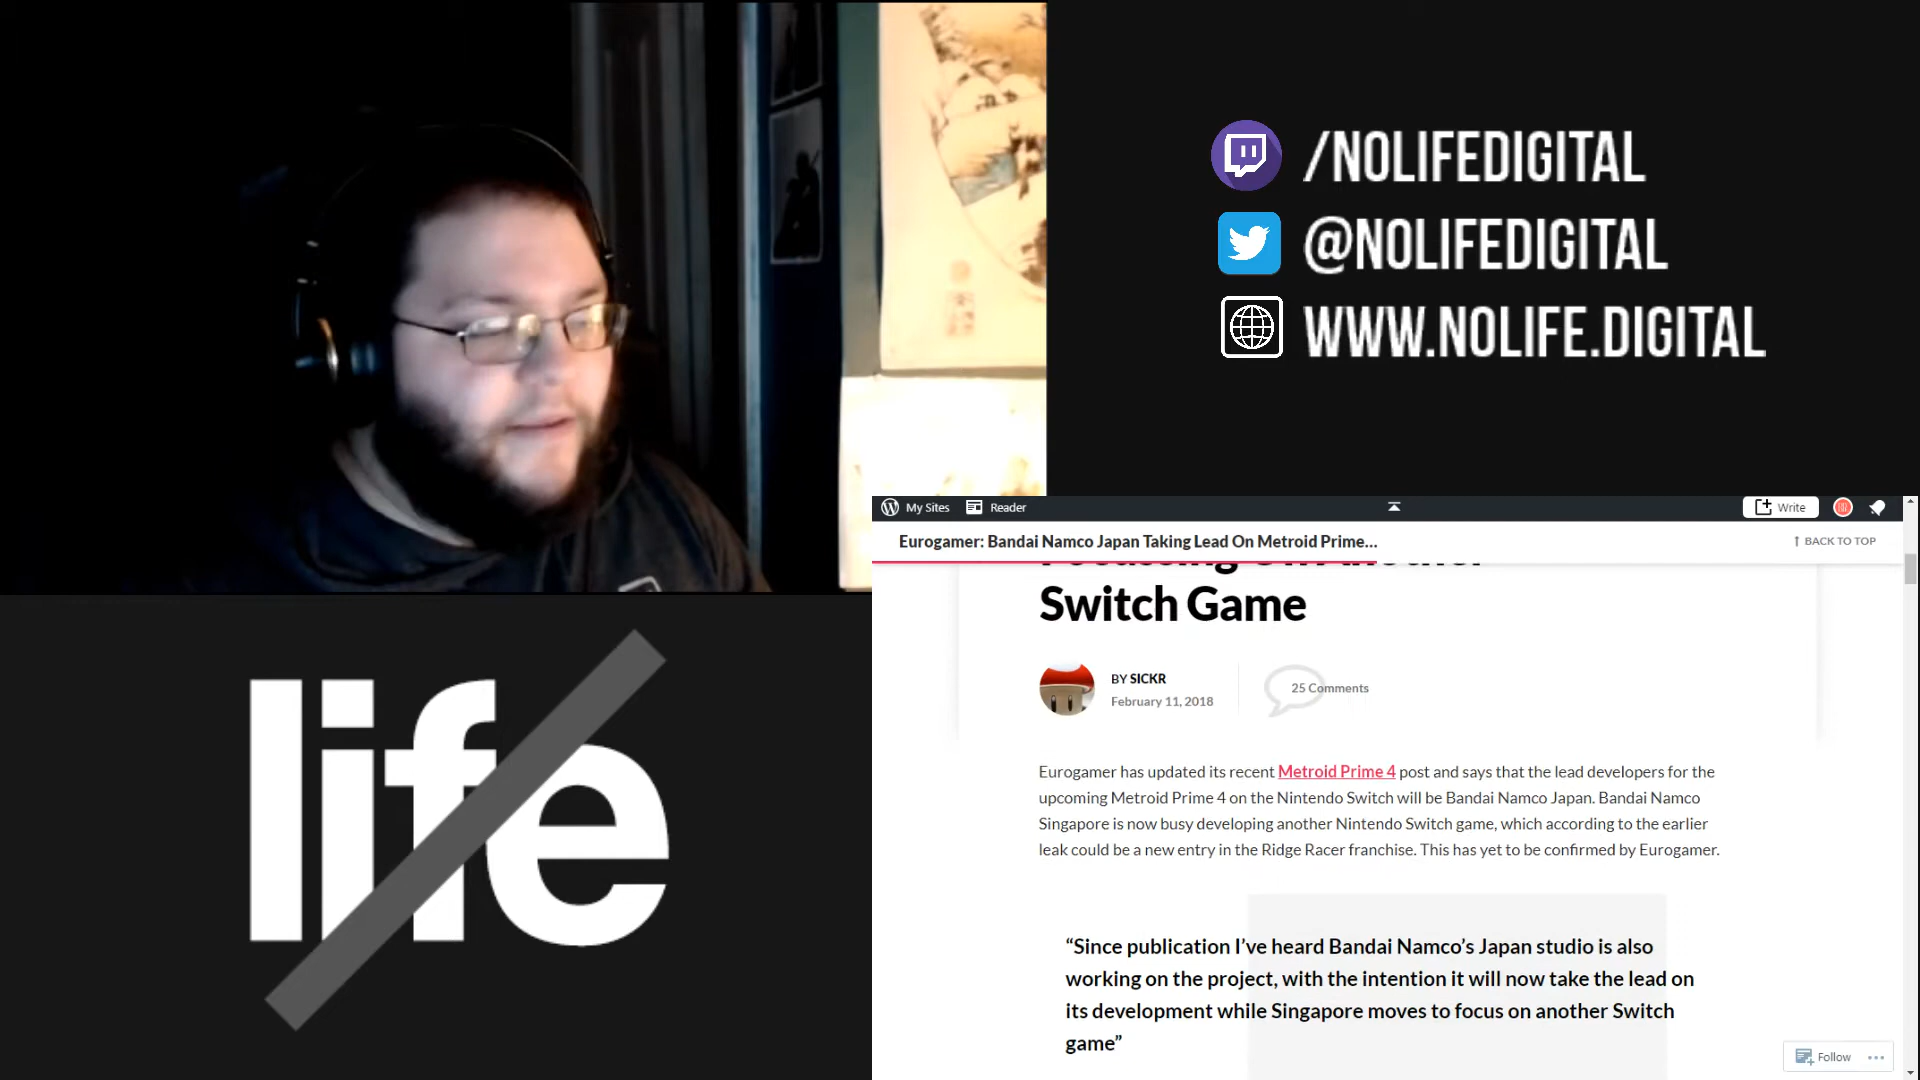 /NOLIFEDIGITAL
@NOLIFEDIGITAL
WWW.NOLIFE.DIGITAL
life
My Sites
Reader
Write
Eurogamer: Bandai Namco Japan Taking Lead On Metroid Prime...
↑ BACK TO TOP
Switch Game
BY SICKR
February 11, 2018
25 Comments
Eurogamer has updated its recent Metroid Prime 4 post and says that the lead developers for the
upcoming Metroid Prime 4 on the Nintendo Switch will be Bandai Namco Japan. Bandai Namco
Singapore is now busy developing another Nintendo Switch game, which according to the earlier
leak could be a new entry in the Ridge Racer franchise. This has yet to be confirmed by Eurogamer.
“Since publication I’ve heard Bandai Namco’s Japan studio is also
working on the project, with the intention it will now take the lead on
its development while Singapore moves to focus on another Switch
game”
Follow